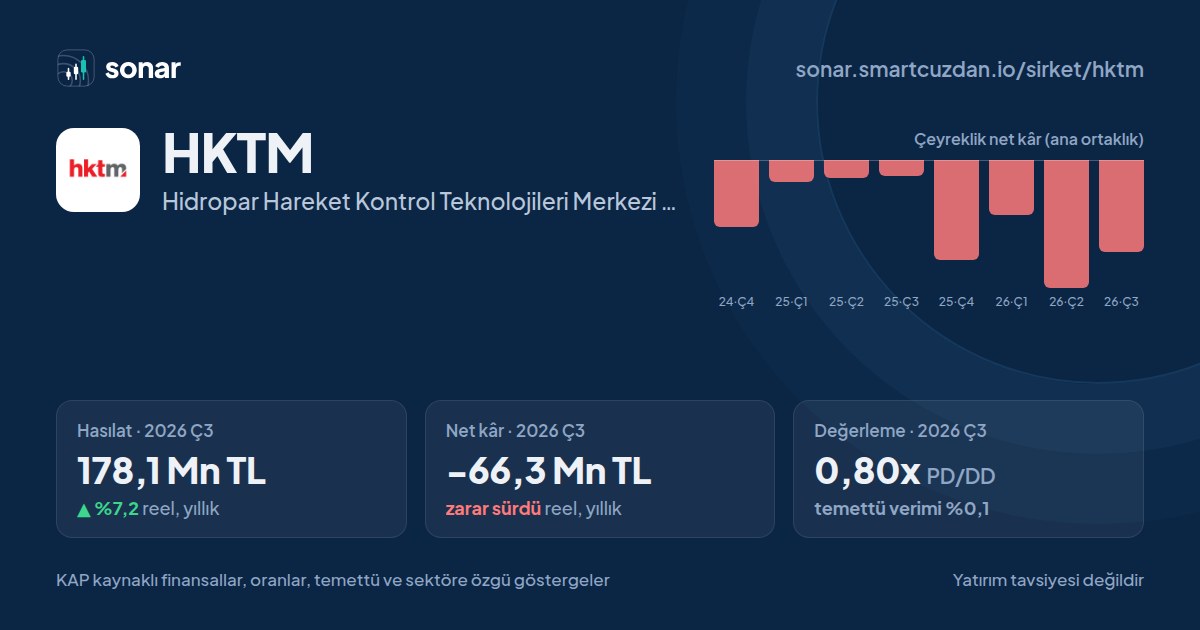 sonar
sonar.smartcuzdan.io/sirket/hktm
hktm
HKTM
Hidropar Hareket Kontrol Teknolojileri Merkezi ...
Çeyreklik net kâr (ana ortaklık)
24·Ç4 25·Ç1 25·Ç2 25·Ç3 25·Ç4 26·Ç1 26·Ç2 26·Ç3
Hasılat · 2026 Ç3
178,1 Mn TL
▲ %7,2 reel, yıllık
Net kâr · 2026 Ç3
−66,3 Mn TL
zarar sürdü reel, yıllık
Değerleme · 2026 Ç3
0,80x PD/DD
temettü verimi %0,1
KAP kaynaklı finansallar, oranlar, temettü ve sektöre özgü göstergeler
Yatırım tavsiyesi değildir